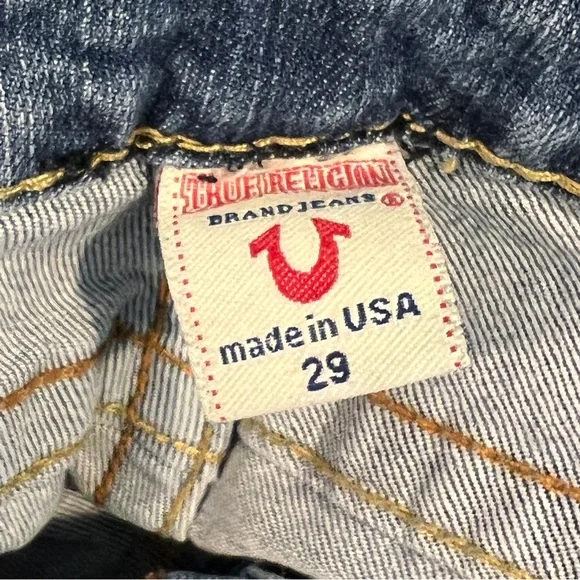 TRUE RELIGION
BRAND JEANS ®
made in USA
29